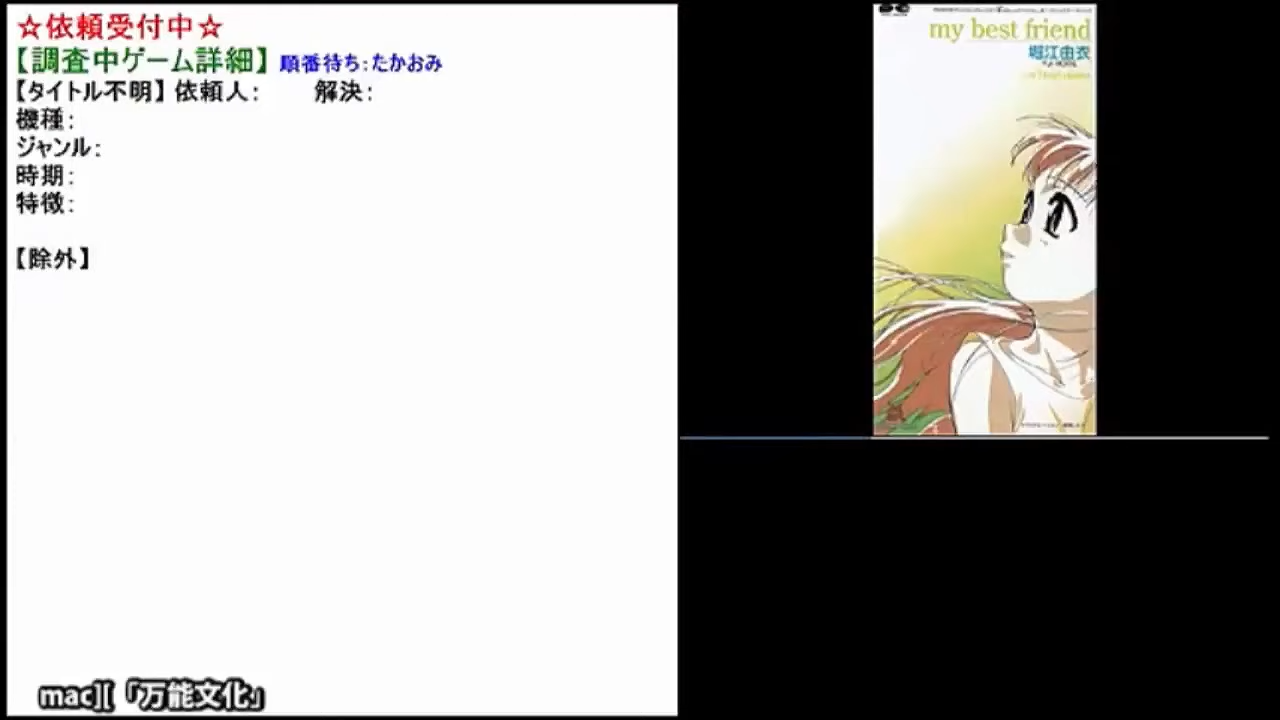 ☆依頼受付中☆
【調査中ゲーム詳細】 順番待ち:たかおみ
【タイトル不明】 依頼人: 解決:
機種:
ジャンル:
時期:
特徴:
【除外】
mac][「万能文化」
my best friend
堀江由衣